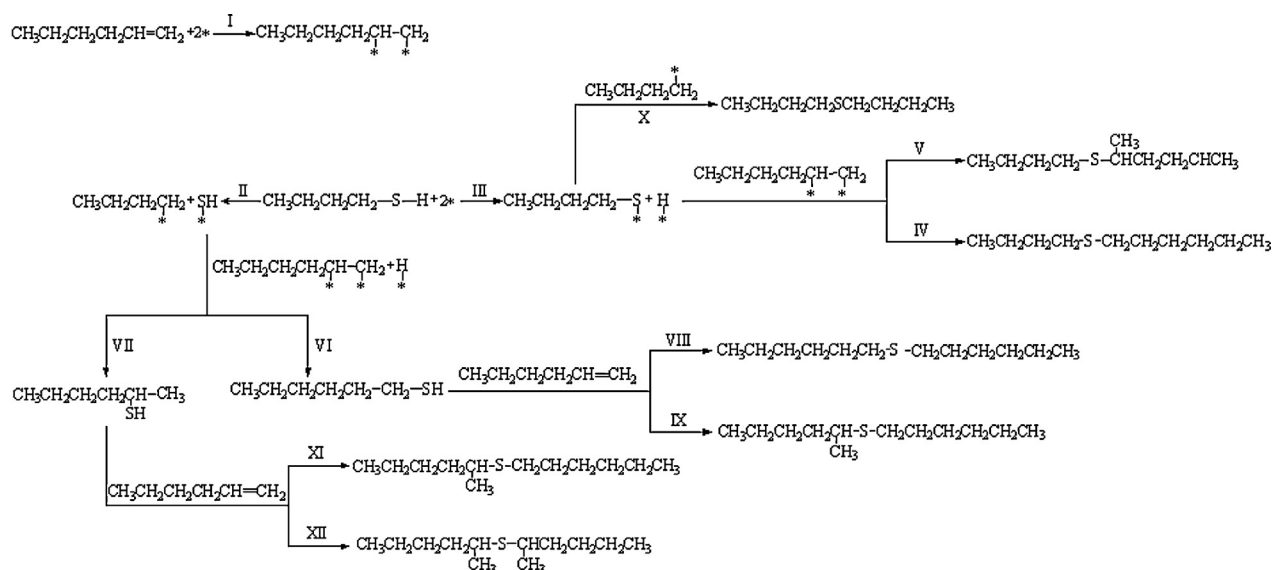 CH₃CH₂CH₂CH₂CH=CH₂ +2* I CH₃CH₂CH₂CH₂CH-CH₂
* *
*
CH₃CH₂CH₂CH₂ CH₃CH₂CH₂CH₂SCH₂CH₂CH₂CH₃
X
CH₃
V CH₃CH₂CH₂CH₂-S-CHCH₂CH₂CHCH₃
CH₃CH₂CH₂CH₂CH-CH₂
* *
CH₃CH₂CH₂CH₂ + SH II CH₃CH₂CH₂CH₂-S-H + 2* III CH₃CH₂CH₂CH₂-S + H
* * * *
IV CH₃CH₂CH₂CH₂-S-CH₂CH₂CH₂CH₂CH₂CH₃
CH₃CH₂CH₂CH₂CH-CH₂ + H
* * *
VII VI VIII CH₃CH₂CH₂CH₂CH₂CH₂-S-CH₂CH₂CH₂CH₂CH₂CH₃
CH₃CH₂CH₂CH₂CH=CH₂
CH₃CH₂CH₂CH₂CH-CH₃ CH₃CH₂CH₂CH₂CH₂-CH₂-SH
SH
IX CH₃CH₂CH₂CH₂CH-S-CH₂CH₂CH₂CH₂CH₂CH₃
CH₃
XI CH₃CH₂CH₂CH₂CH-S-CH₂CH₂CH₂CH₂CH₂CH₃
CH₃
CH₃CH₂CH₂CH₂CH=CH₂
XII CH₃CH₂CH₂CH₂CH-S-CHCH₂CH₂CH₂CH₃
CH₃ CH₃